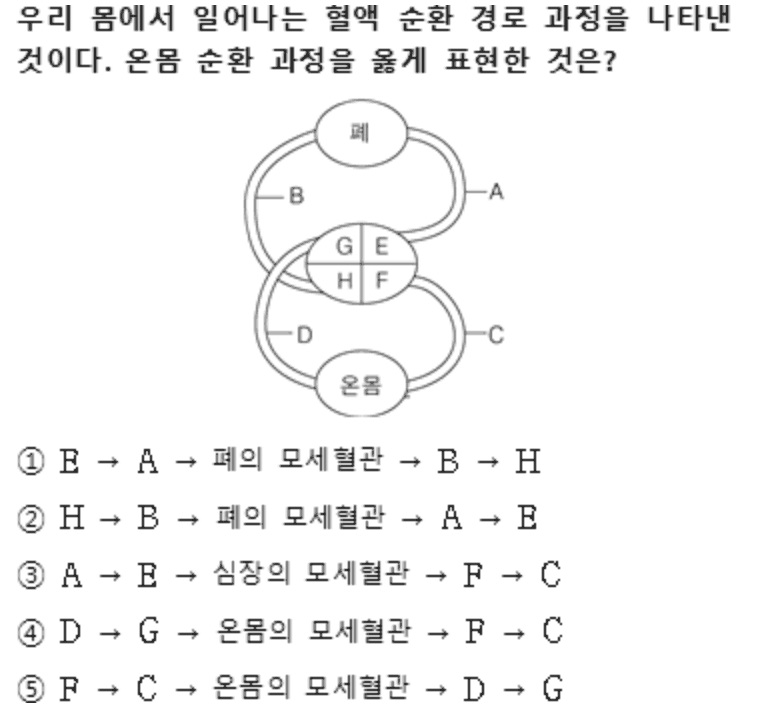 우리 몸에서 일어나는 혈액 순환 경로 과정을 나타낸
것이다. 온몸 순환 과정을 옳게 표현한 것은?
폐
B
A
G E
H F
D
C
온몸
① E → A → 폐의 모세혈관 → B → H
② H → B → 폐의 모세혈관 → A → E
③ A → E → 심장의 모세혈관 → F → C
④ D → G → 온몸의 모세혈관 → F → C
⑤ F → C → 온몸의 모세혈관 → D → G